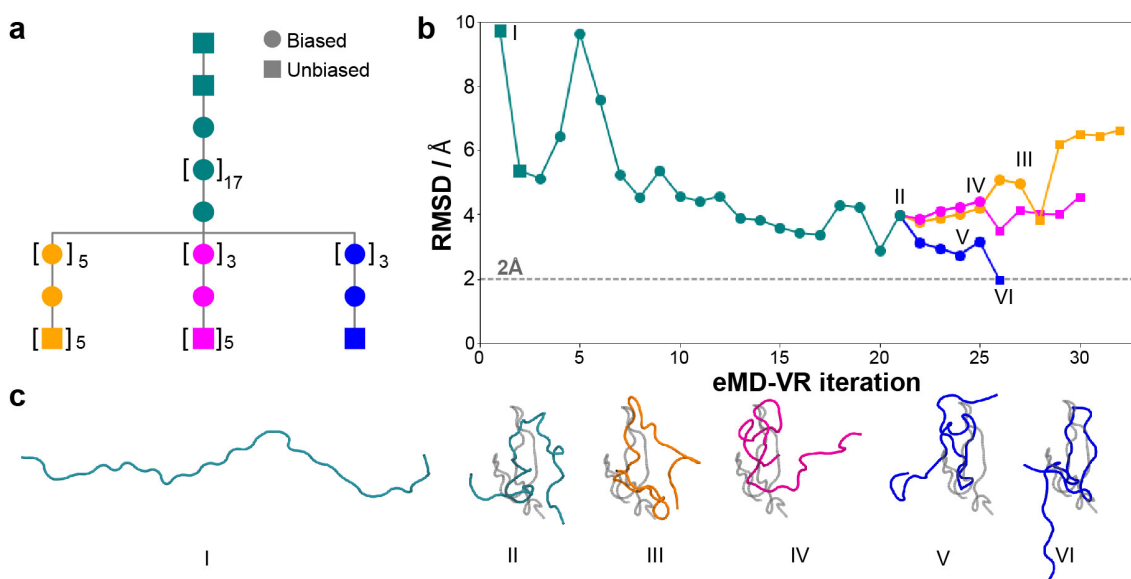 a
Biased
Unbiased
[ ]17
[ ]5
[ ]3
[ ]3
[ ]5
[ ]5
b
RMSD / Å
10
8
6
4
2
0
2Å
I
II
III
IV
V
VI
0
5
10
15
20
25
30
eMD-VR iteration
c
I
II
III
IV
V
VI